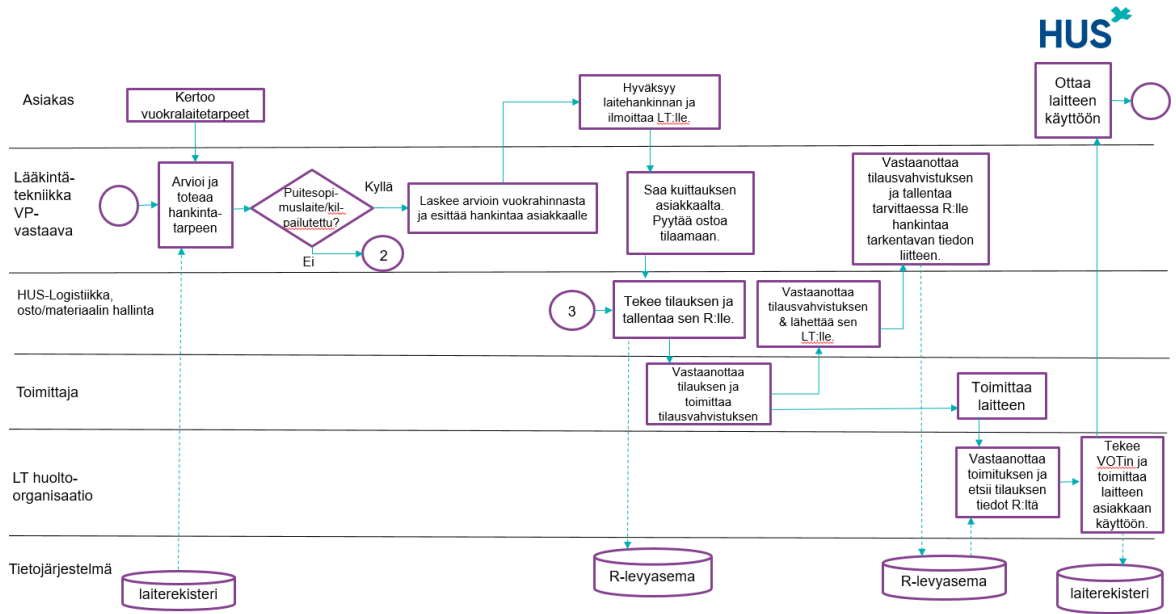 HUS
Asiakas
Kertoo
vuokralaitetarpeet
Hyväksyy
laitehankinnan ja
ilmoittaa LT:lle.
Ottaa
laitteen
käyttöön
Lääkintä-
tekniikka
VP-
vastaava
Arvioi ja
toteaa
hankinta-
tarpeen
Puitesopi-
muslaite/kil-
pailutettu?
Kyllä
Ei
2
Laskee arvioin vuokrahinnasta
ja esittää hankintaa asiakkaalle
Saa kuittauksen
asiakkaalta.
Pyytää ostoa
tilaamaan.
Vastaanottaa
tilausvahvistuksen
ja tallentaa
tarvittaessa R:lle
hankintaa
tarkentavan tiedon
liitteen.
HUS-Logistiikka,
osto/materiaalin hallinta
3
Tekee tilauksen ja
tallentaa sen R:lle.
Vastaanottaa
tilausvahvistuksen
& lähettää sen
LT:lle.
Toimittaja
Vastaanottaa
tilauksen ja
toimittaa
tilausvahvistuksen
Toimittaa
laitteen
LT huolto-
organisaatio
Vastaanottaa
toimituksen ja
etsii tilauksen
tiedot R:ltä
Tekee
VOTin ja
toimittaa
laitteen
asiakkaan
käyttöön.
Tietojärjestelmä
laiterekisteri
R-levyasema
R-levyasema
laiterekisteri